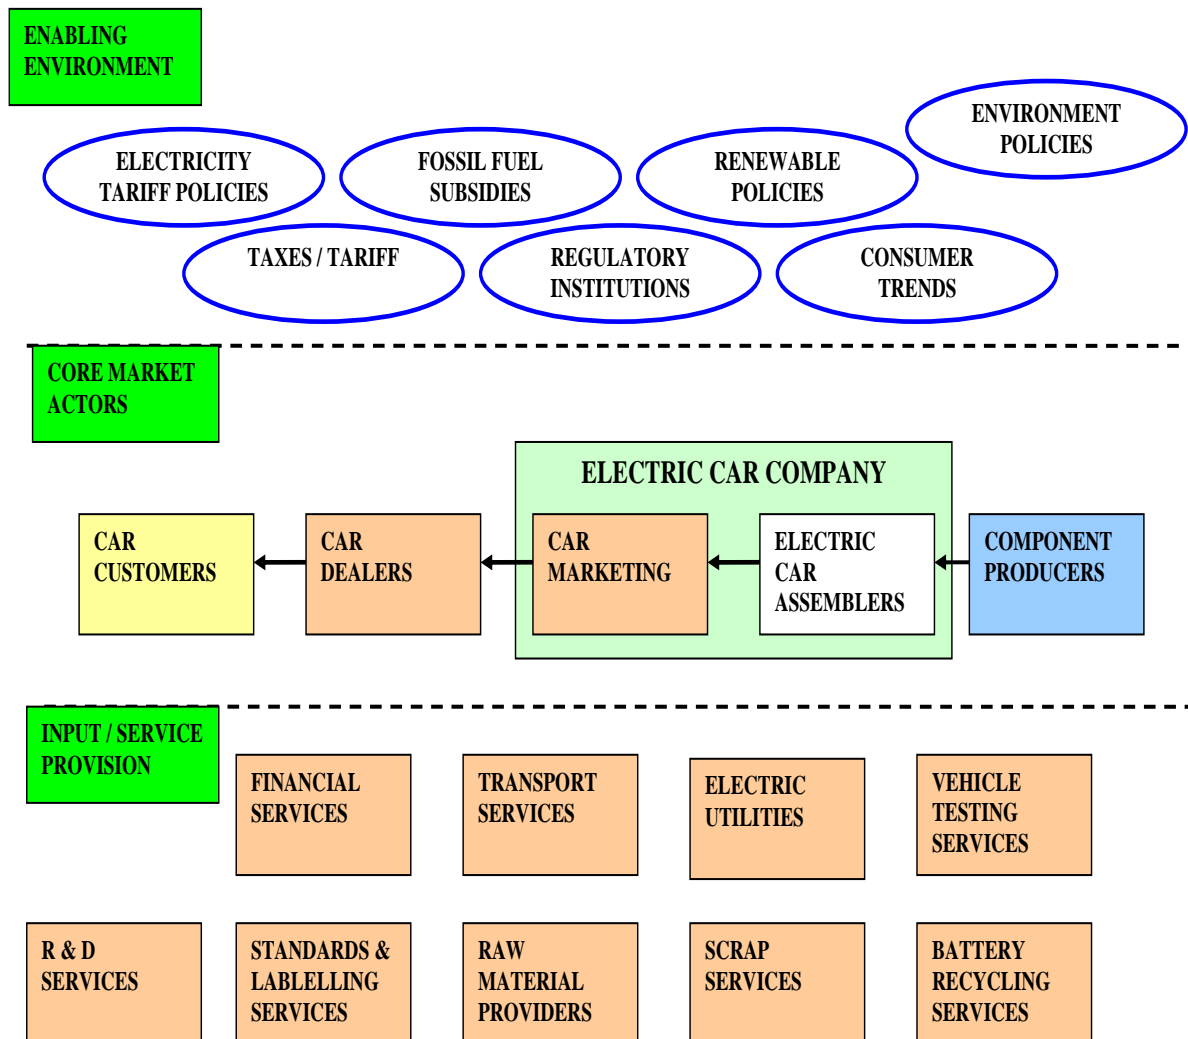 ENABLING
ENVIRONMENT
ENVIRONMENT
POLICIES
ELECTRICITY
TARIFF POLICIES
FOSSIL FUEL
SUBSIDIES
RENEWABLE
POLICIES
TAXES / TARIFF
REGULATORY
INSTITUTIONS
CONSUMER
TRENDS
CORE MARKET
ACTORS
ELECTRIC CAR COMPANY
CAR
CUSTOMERS
CAR
DEALERS
CAR
MARKETING
ELECTRIC
CAR
ASSEMBLERS
COMPONENT
PRODUCERS
INPUT / SERVICE
PROVISION
FINANCIAL
SERVICES
TRANSPORT
SERVICES
ELECTRIC
UTILITIES
VEHICLE
TESTING
SERVICES
R & D
SERVICES
STANDARDS &
LABLELLING
SERVICES
RAW
MATERIAL
PROVIDERS
SCRAP
SERVICES
BATTERY
RECYCLING
SERVICES